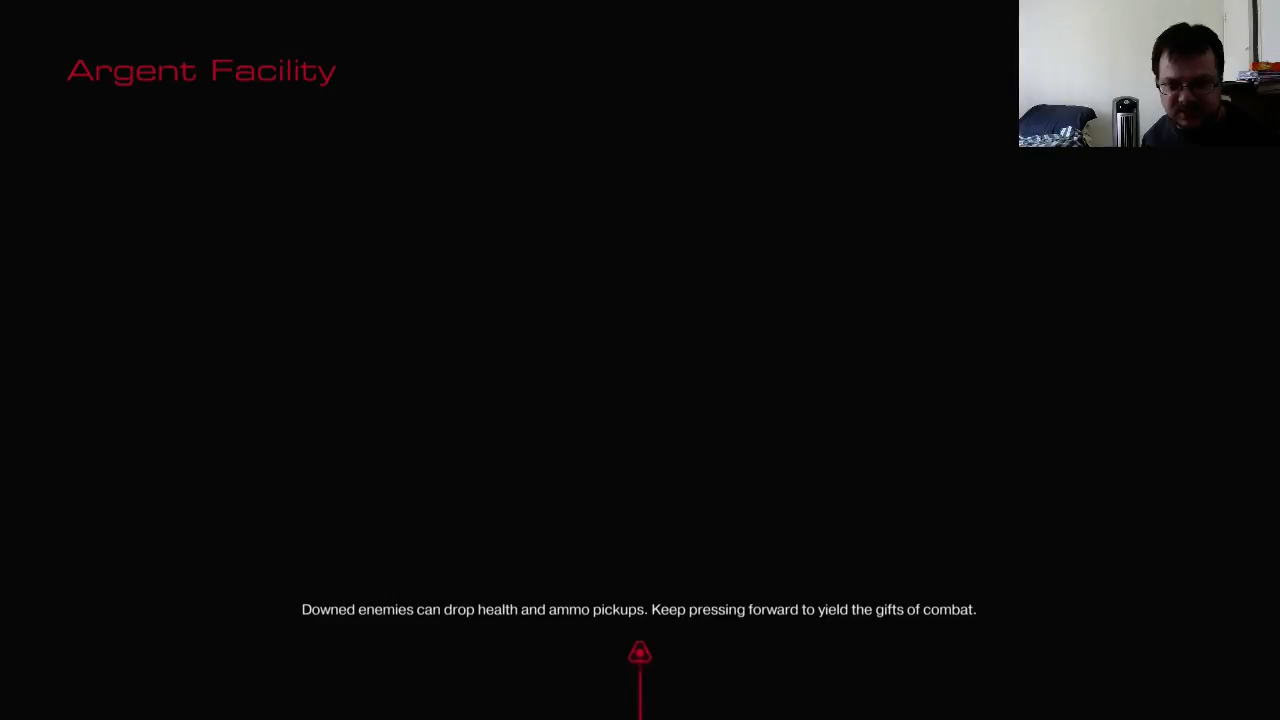 Argent Facility
Downed enemies can drop health and ammo pickups. Keep pressing forward to yield the gifts of combat.